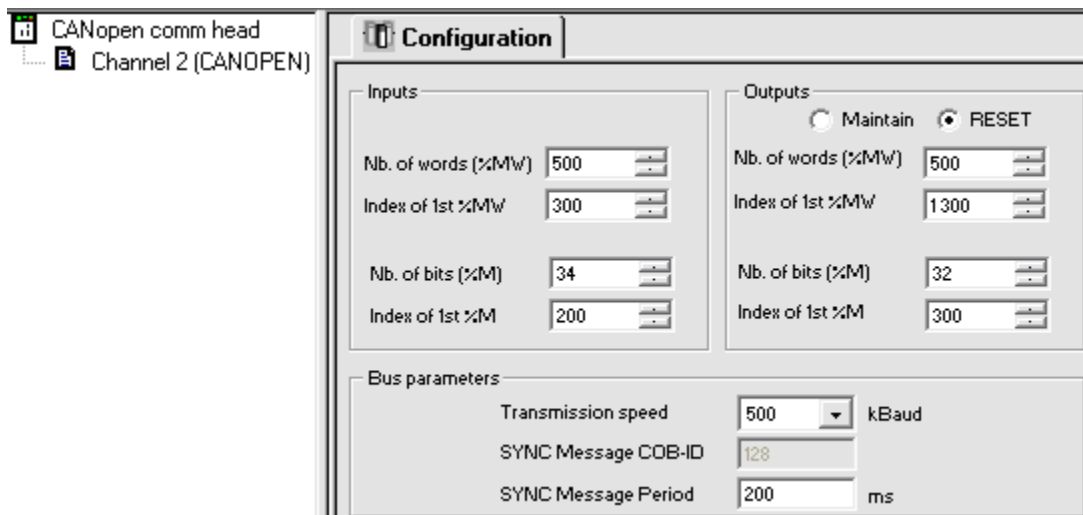 CANopen comm head
Channel 2 (CANOPEN)
Configuration
Inputs
Nb. of words (%MW) 500
Index of 1st %MW 300
Nb. of bits (%M) 34
Index of 1st %M 200
Outputs
Maintain RESET
Nb. of words (%MW) 500
Index of 1st %MW 1300
Nb. of bits (%M) 32
Index of 1st %M 300
Bus parameters
Transmission speed 500 kBaud
SYNC Message COB-ID 128
SYNC Message Period 200 ms